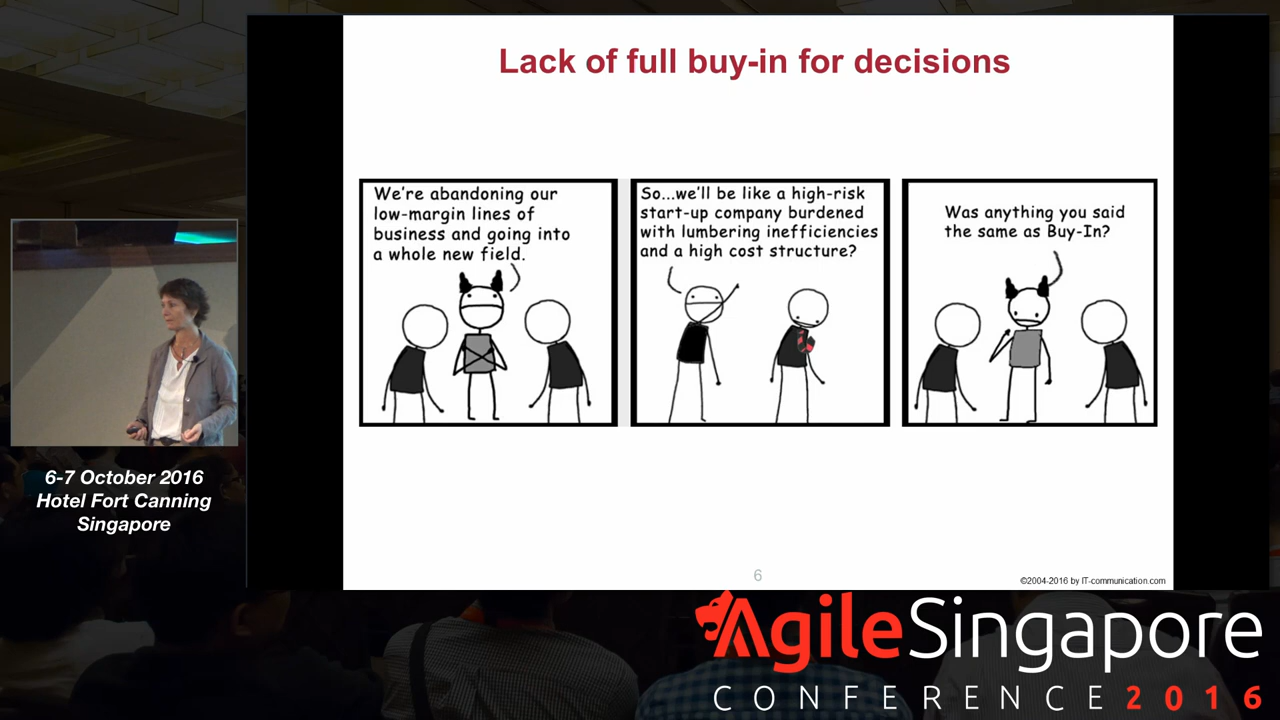 Lack of full buy-in for decisions
We're abandoning our
low-margin lines of
business and going into
a whole new field.
So...we'll be like a high-risk
start-up company burdened
with lumbering inefficiencies
and a high cost structure?
Was anything you said
the same as Buy-In?
6
©2004-2016 by IT-communication.com
6-7 October 2016
Hotel Fort Canning
Singapore
AgileSingapore
CONFERENCE2016